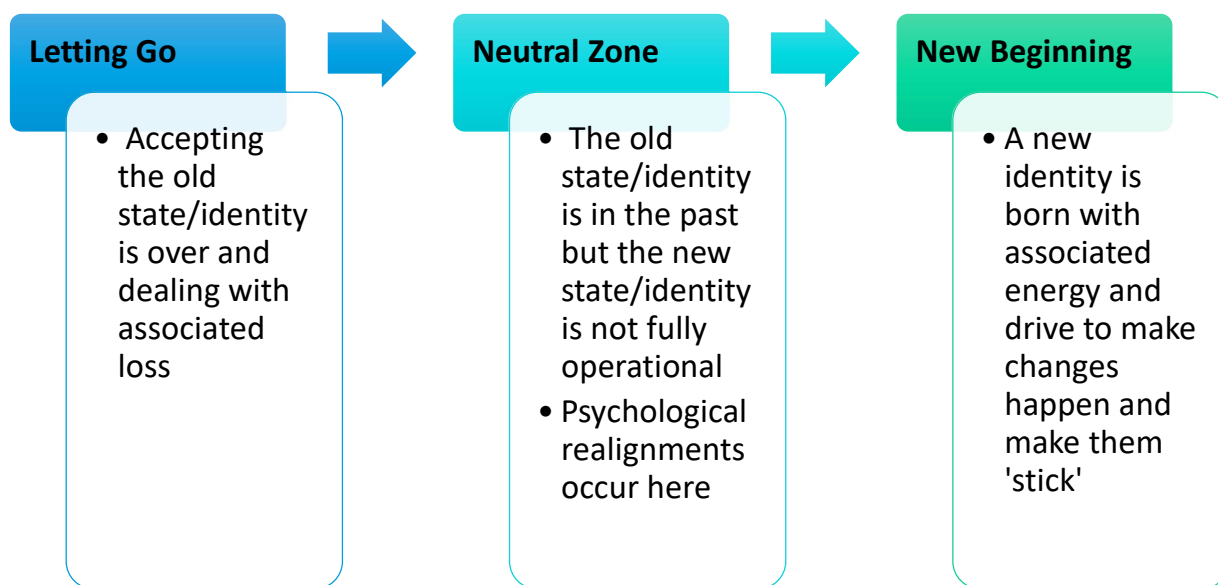 Letting Go
• Accepting
the old
state/identity
is over and
dealing with
associated
loss
Neutral Zone
• The old
state/identity
is in the past
but the new
state/identity
is not fully
operational
• Psychological
realignments
occur here
New Beginning
• A new
identity is
born with
associated
energy and
drive to make
changes
happen and
make them
'stick'